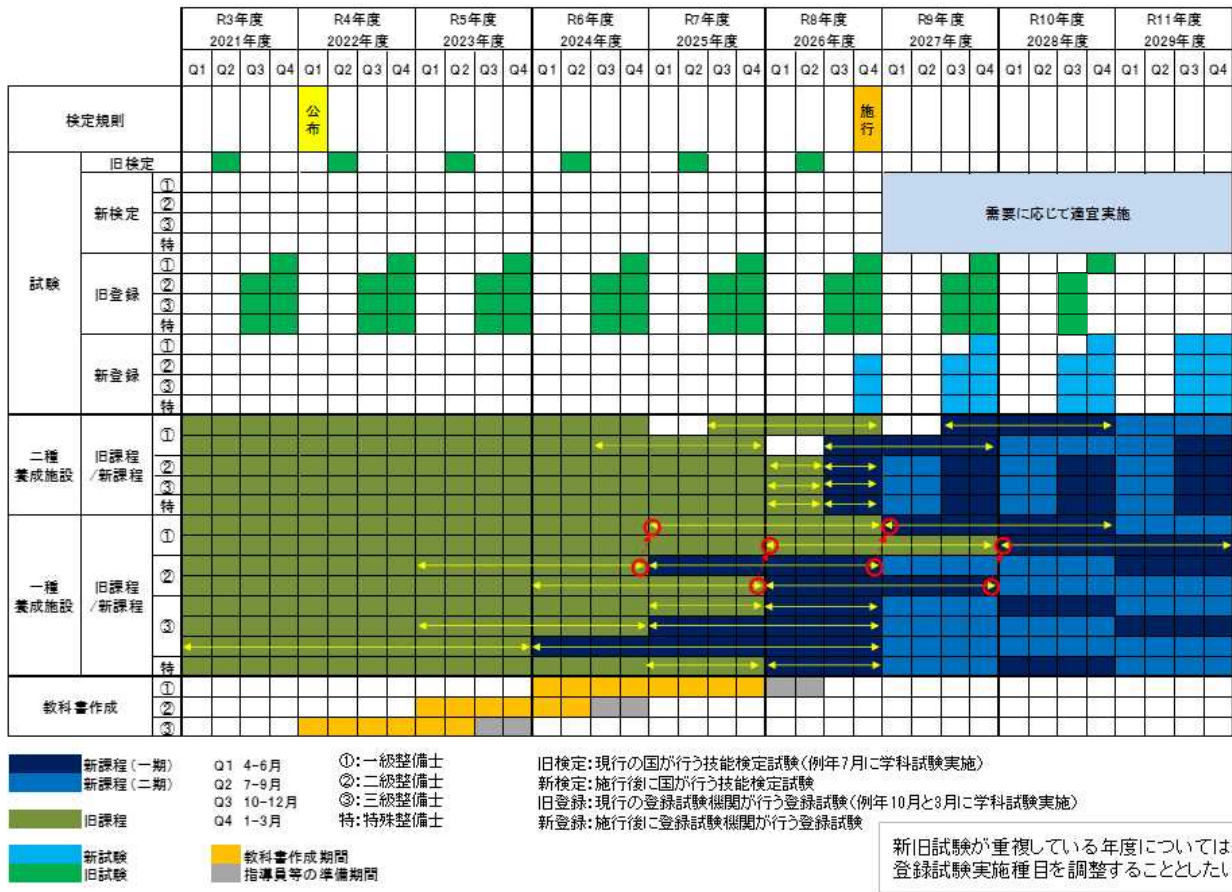 R3年度 R4年度 R5年度 R6年度 R7年度 R8年度 R9年度 R10年度 R11年度
2021年度 2022年度 2023年度 2024年度 2025年度 2026年度 2027年度 2028年度 2029年度
Q1 Q2 Q3 Q4 Q1 Q2 Q3 Q4 Q1 Q2 Q3 Q4 Q1 Q2 Q3 Q4 Q1 Q2 Q3 Q4 Q1 Q2 Q3 Q4 Q1 Q2 Q3 Q4 Q1 Q2 Q3 Q4 Q1 Q2 Q3 Q4
検定規則
公布
施行
試験
旧検定
新検定
①
②
③
特
需要に応じて適宜実施
旧登録
①
②
③
特
新登録
①
②
③
特
二種
養成施設
旧課程
/新課程
①
②
③
特
一種
養成施設
旧課程
/新課程
①
②
③
特
教科書作成
①
②
③
新課程(一期)
新課程(二期)
旧課程
新試験
旧試験
Q1 4-6月
Q2 7-9月
Q3 10-12月
Q4 1-3月
教科書作成期間
指導員等の準備期間
①:一級整備士
②:二級整備士
③:三級整備士
特:特殊整備士
旧検定:現行の国が行う技能検定試験(例年7月に学科試験実施)
新検定:施行後に国が行う技能検定試験
旧登録:現行の登録試験機関が行う登録試験(例年10月と3月に学科試験実施)
新登録:施行後に登録試験機関が行う登録試験
新旧試験が重複している年度については
登録試験実施種目を調整することとしたい